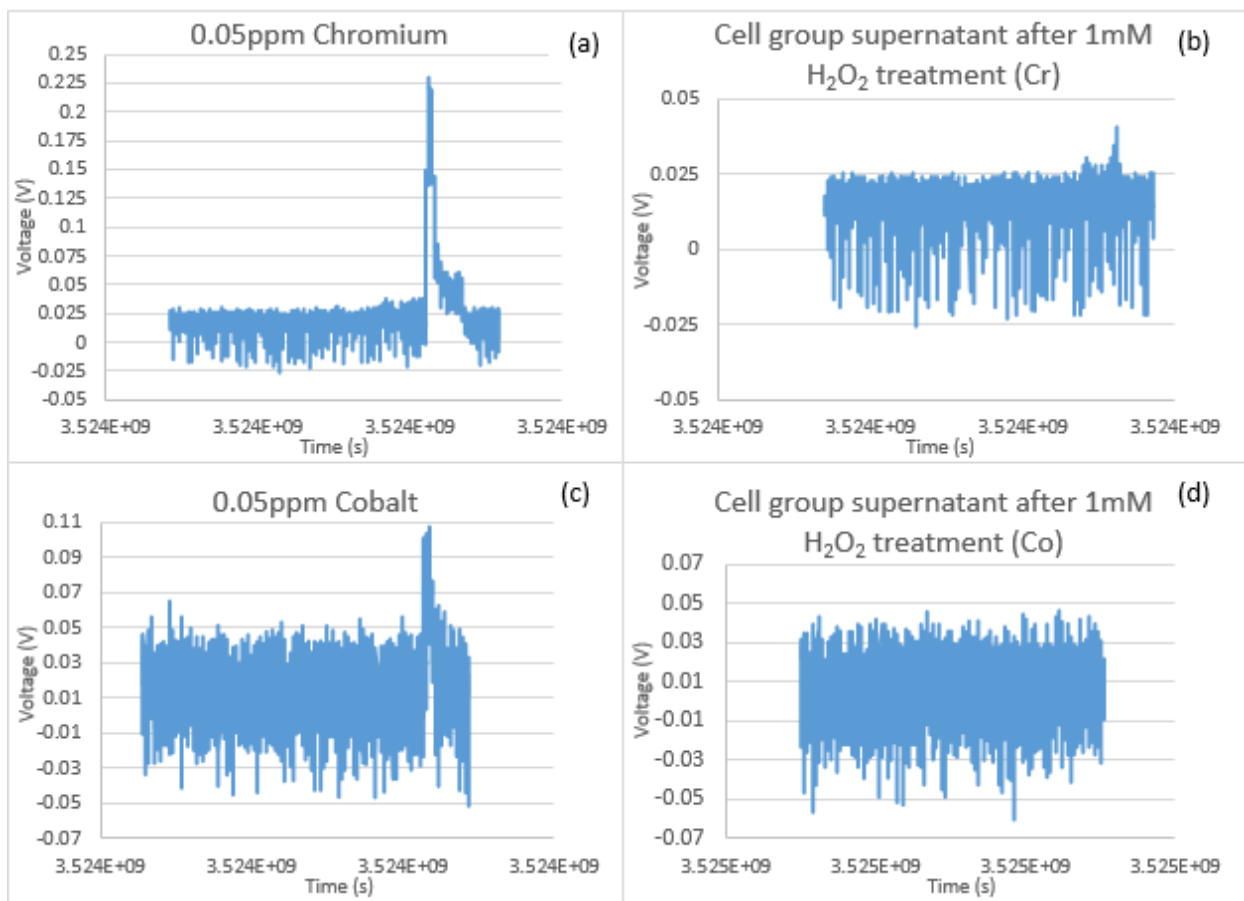 0.05ppm Chromium
(a)
0.25
0.225
0.2
0.175
0.15
0.125
0.1
0.075
0.05
0.025
0
-0.025
-0.05
Voltage (V)
3.524E+09 3.524E+09 3.524E+09 3.524E+09
Time (s)
Cell group supernatant after 1mM
H₂O₂ treatment (Cr)
(b)
0.05
0.025
0
-0.025
-0.05
Voltage (V)
3.524E+09 3.524E+09 3.524E+09 3.524E+09
Time (s)
0.05ppm Cobalt
(c)
0.11
0.09
0.07
0.05
0.03
0.01
-0.01
-0.03
-0.05
-0.07
Voltage (V)
3.524E+09 3.524E+09 3.524E+09 3.524E+09
Time (s)
Cell group supernatant after 1mM
H₂O₂ treatment (Co)
(d)
0.07
0.05
0.03
0.01
-0.01
-0.03
-0.05
-0.07
Voltage (V)
3.525E+09 3.525E+09 3.525E+09 3.525E+09
Time (s)